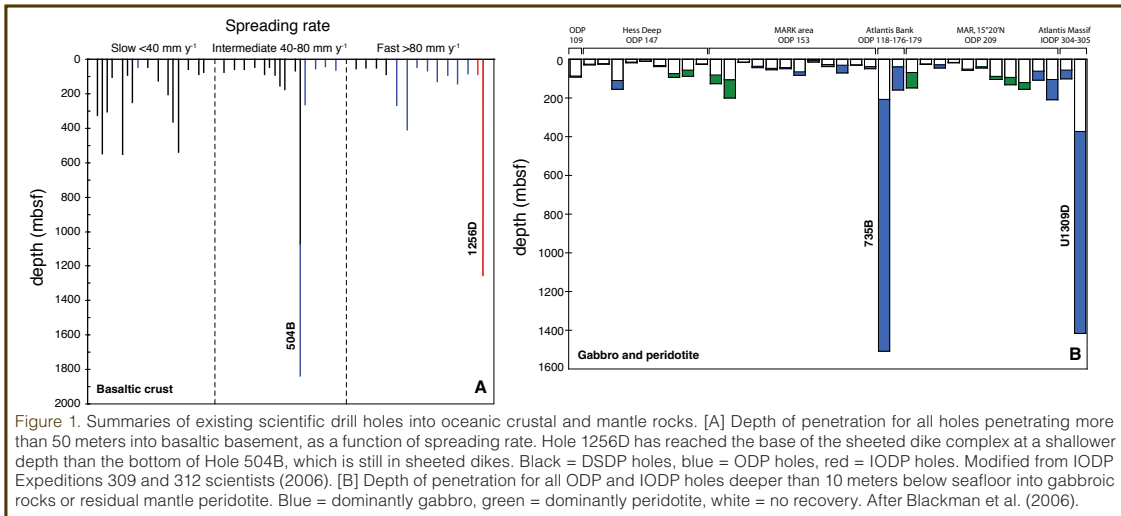 Spreading rate
Slow <40 mm y-1 Intermediate 40-80 mm y-1 Fast >80 mm y-1
0
200
400
600
800
1000
1200
1400
1600
1800
2000
depth (mbsf)
504B
1256D
Basaltic crust
A
ODP
109
Hess Deep
ODP 147
MARK area
ODP 153
Atlantis Bank
ODP 118-176-179
MAR, 15°20'N
ODP 209
Atlantis Massif
IODP 304-305
0
200
400
600
800
1000
1200
1400
1600
depth (mbsf)
735B
U1309D
Gabbro and peridotite
B
Figure 1. Summaries of existing scientific drill holes into oceanic crustal and mantle rocks. [A] Depth of penetration for all holes penetrating more
than 50 meters into basaltic basement, as a function of spreading rate. Hole 1256D has reached the base of the sheeted dike complex at a shallower
depth than the bottom of Hole 504B, which is still in sheeted dikes. Black = DSDP holes, blue = ODP holes, red = IODP holes. Modified from IODP
Expeditions 309 and 312 scientists (2006). [B] Depth of penetration for all ODP and IODP holes deeper than 10 meters below seafloor into gabbroic
rocks or residual mantle peridotite. Blue = dominantly gabbro, green = dominantly peridotite, white = no recovery. After Blackman et al. (2006).